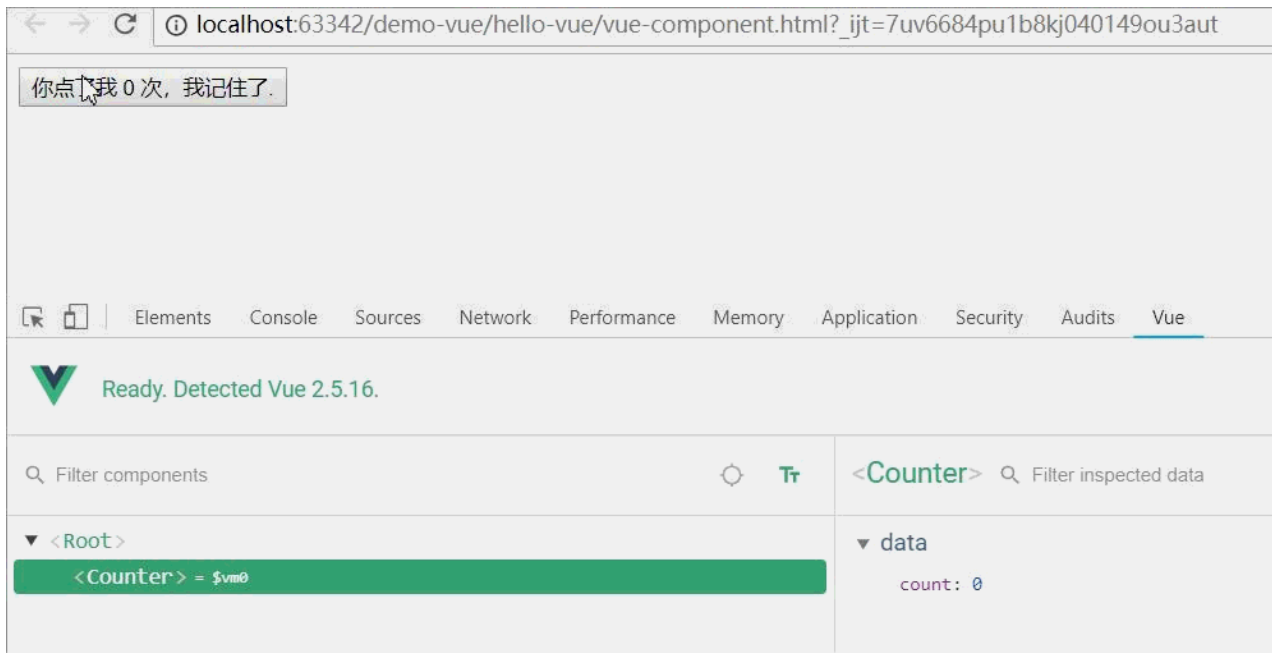 localhost:63342/demo-vue/hello-vue/vue-component.html?_ijt=7uv6684pu1b8kj040149ou3aut
你点了我 0 次，我记住了.
Elements Console Sources Network Performance Memory Application Security Audits Vue
Ready. Detected Vue 2.5.16.
Filter components
<Counter> Filter inspected data
<Root>
data
<Counter> = $vm0
count: 0